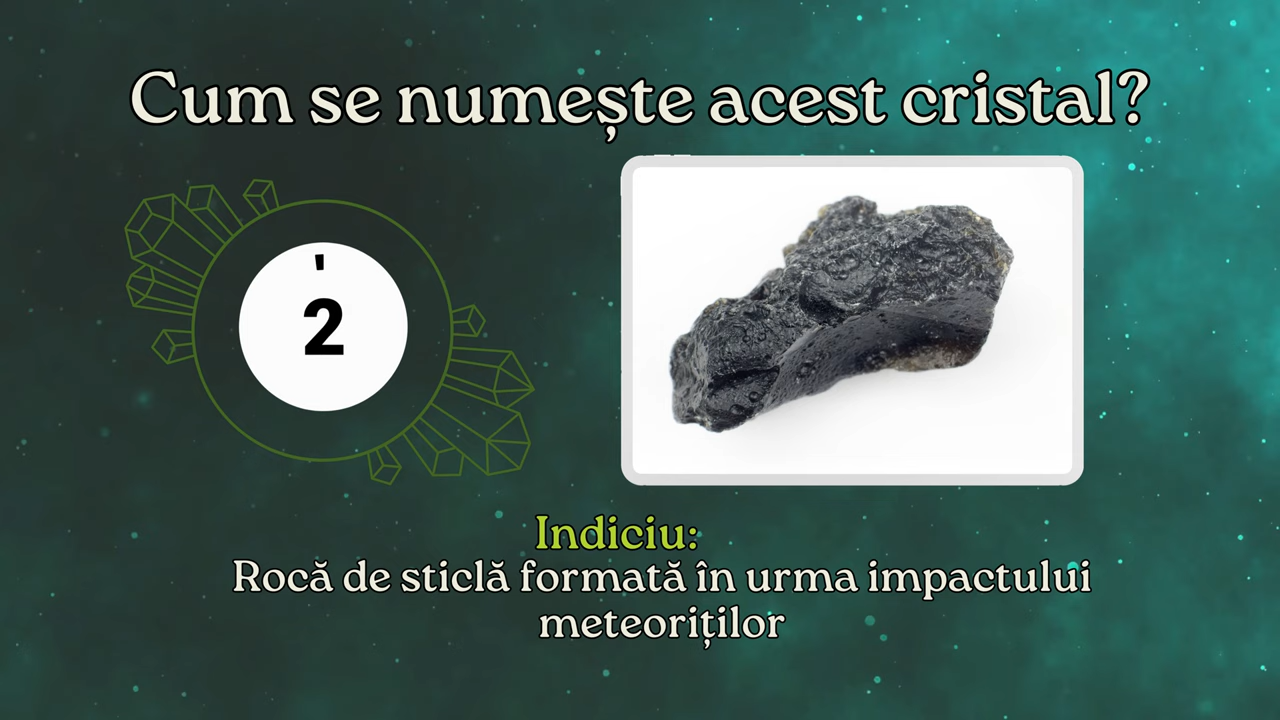 Cum se numește acest cristal?
2
Indiciu:
Rocă de sticlă formată în urma impactului
meteoriților